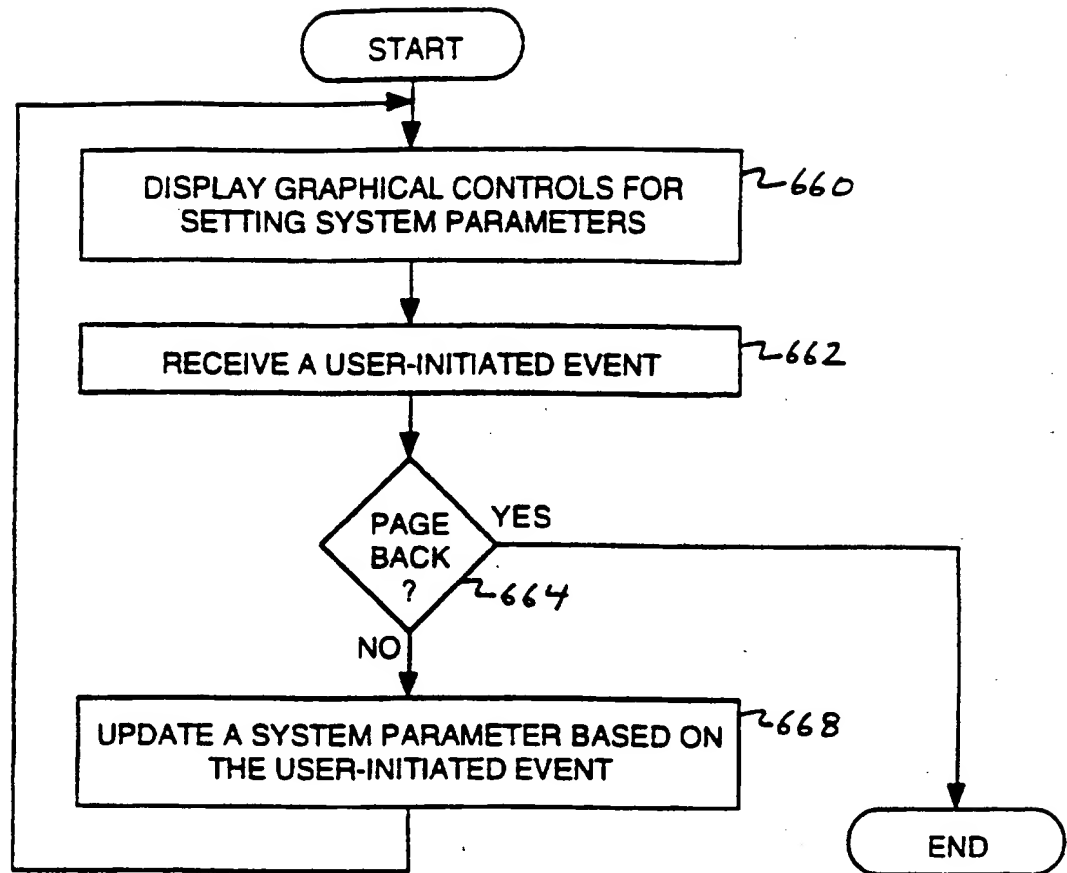 START
DISPLAY GRAPHICAL CONTROLS FOR
SETTING SYSTEM PARAMETERS
660
RECEIVE A USER-INITIATED EVENT
662
PAGE
BACK
?
YES
664
NO
UPDATE A SYSTEM PARAMETER BASED ON
THE USER-INITIATED EVENT
668
END